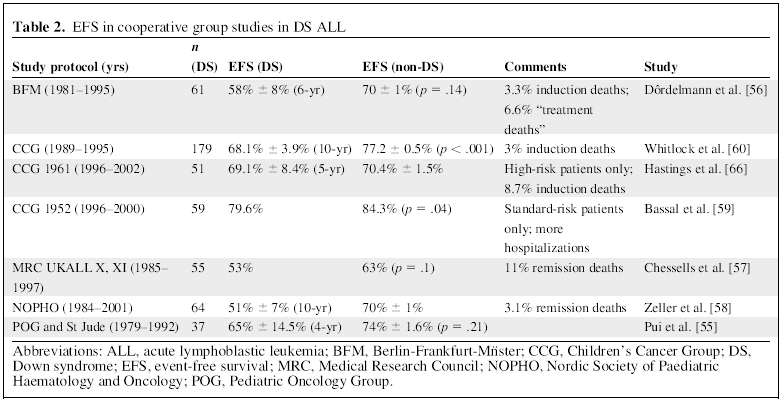 Table 2. EFS in cooperative group studies in DS ALL
n
Study protocol (yrs) (DS) EFS (DS) EFS (non-DS) Comments Study
BFM (1981–1995) 61 58% ± 8% (6-yr) 70 ± 1% (p = .14) 3.3% induction deaths; Dôrdelmann et al. [56]
6.6% “treatment
deaths”
CCG (1989–1995) 179 68.1% ± 3.9% (10-yr) 77.2 ± 0.5% (p < .001) 3% induction deaths Whitlock et al. [60]
CCG 1961 (1996–2002) 51 69.1% ± 8.4% (5-yr) 70.4% ± 1.5% High-risk patients only; Hastings et al. [66]
8.7% induction deaths
CCG 1952 (1996–2000) 59 79.6% 84.3% (p = .04) Standard-risk patients Bassal et al. [59]
only; more
hospitalizations
MRC UKALL X, XI (1985– 55 53% 63% (p = .1) 11% remission deaths Chessells et al. [57]
1997)
NOPHO (1984–2001) 64 51% ± 7% (10-yr) 70% ± 1% 3.1% remission deaths Zeller et al. [58]
POG and St Jude (1979–1992) 37 65% ± 14.5% (4-yr) 74% ± 1.6% (p = .21) Pui et al. [55]
Abbreviations: ALL, acute lymphoblastic leukemia; BFM, Berlin-Frankfurt-Mñster; CCG, Children’s Cancer Group; DS,
Down syndrome; EFS, event-free survival; MRC, Medical Research Council; NOPHO, Nordic Society of Paediatric
Haematology and Oncology; POG, Pediatric Oncology Group.